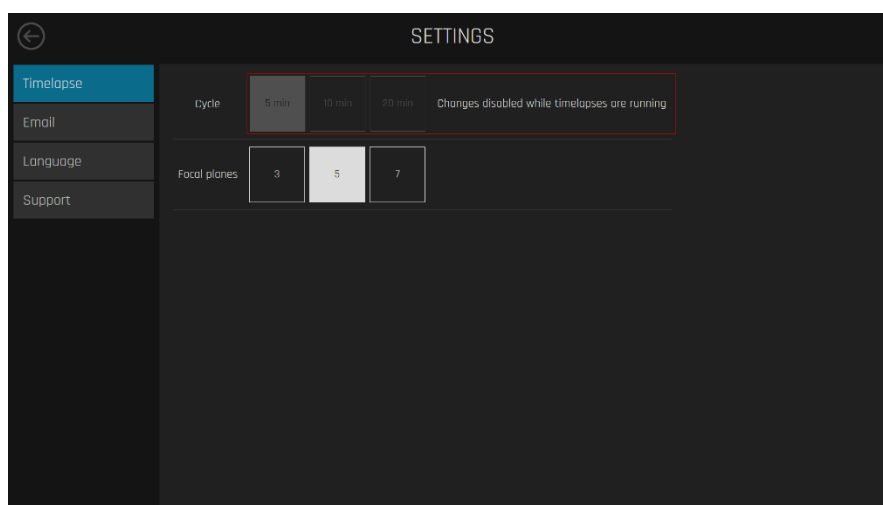 SETTINGS
Timelapse
Email
Language
Support
Cycle 5 min 10 min 20 min Changes disabled while timelapses are running
Focal planes 3 5 7